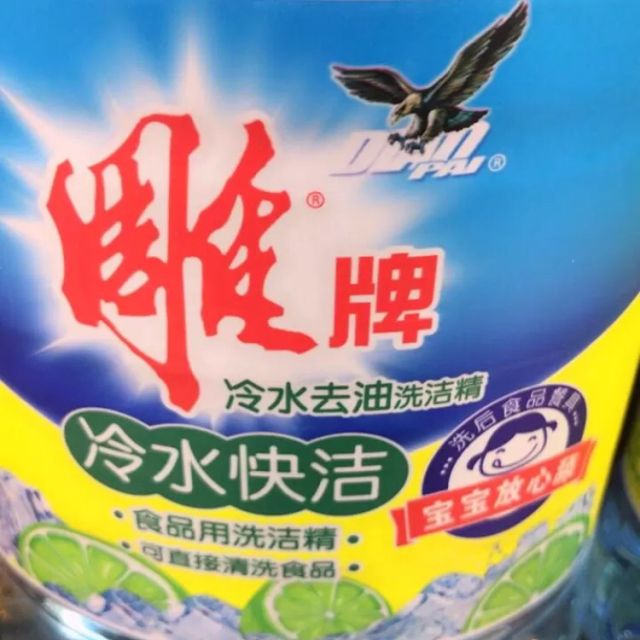 DIAO
PAI®
雕®牌
冷水去油洗洁精
冷水快洁
·食品用洗洁精·
·可直接清洗食品·
…洗后食品餐具…
宝宝放心